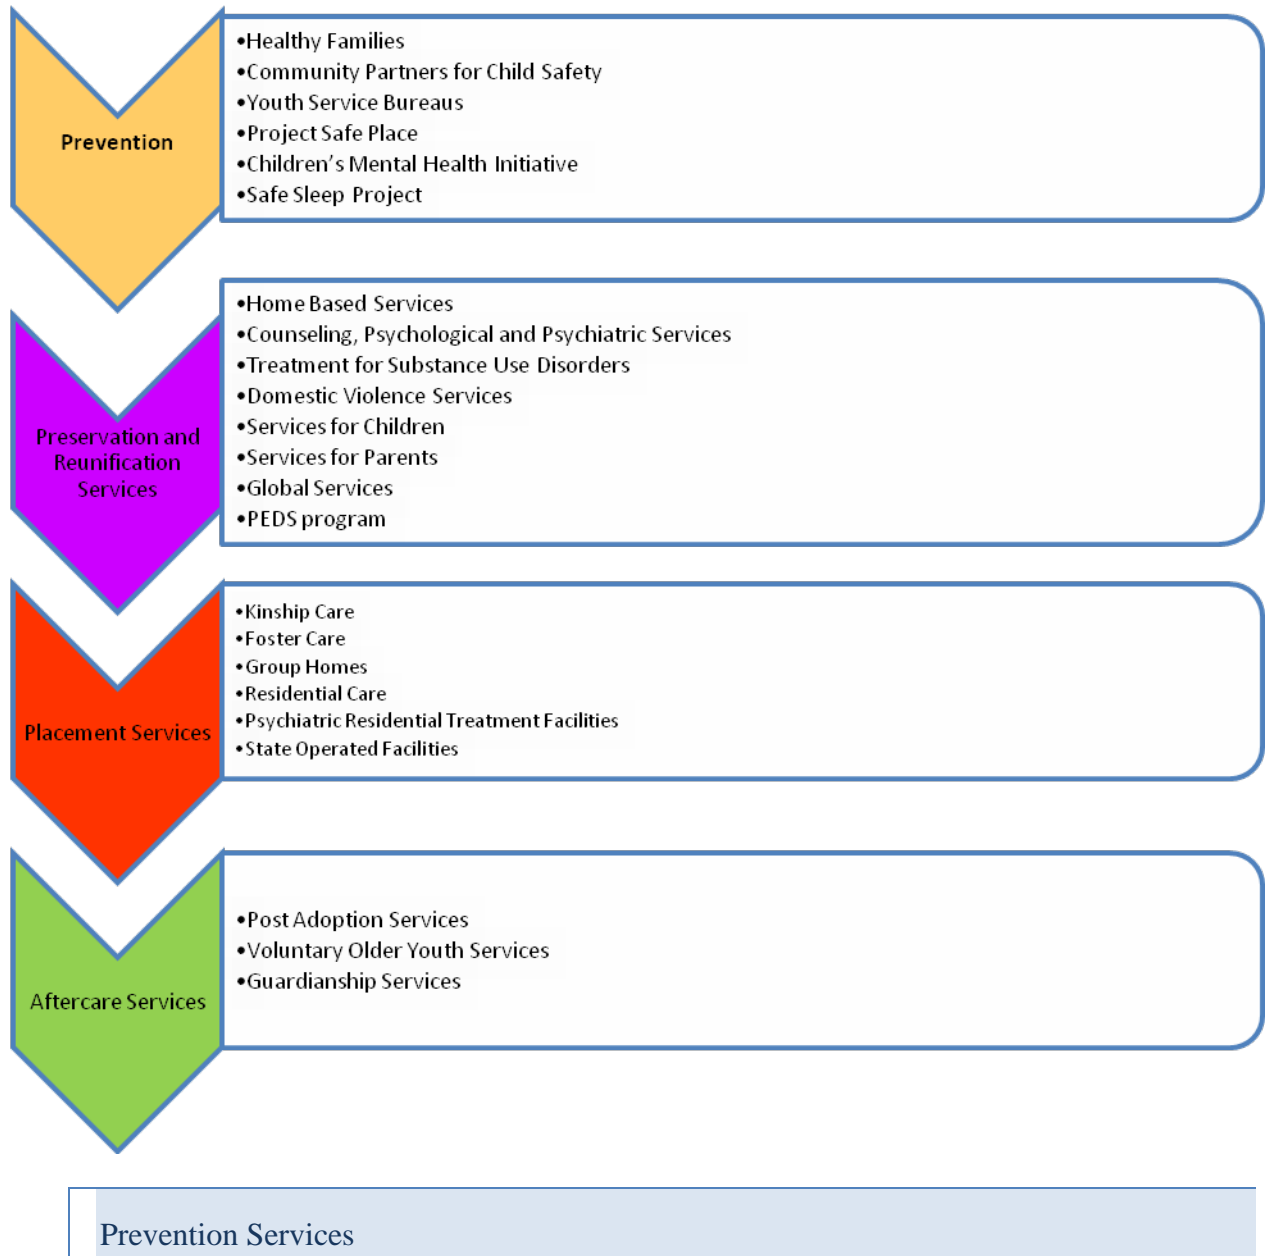 Prevention
•Healthy Families
•Community Partners for Child Safety
•Youth Service Bureaus
•Project Safe Place
•Children's Mental Health Initiative
•Safe Sleep Project
Preservation and
Reunification
Services
•Home Based Services
•Counseling, Psychological and Psychiatric Services
•Treatment for Substance Use Disorders
•Domestic Violence Services
•Services for Children
•Services for Parents
•Global Services
•PEDS program
Placement Services
•Kinship Care
•Foster Care
•Group Homes
•Residential Care
•Psychiatric Residential Treatment Facilities
•State Operated Facilities
Aftercare Services
•Post Adoption Services
•Voluntary Older Youth Services
•Guardianship Services
Prevention Services